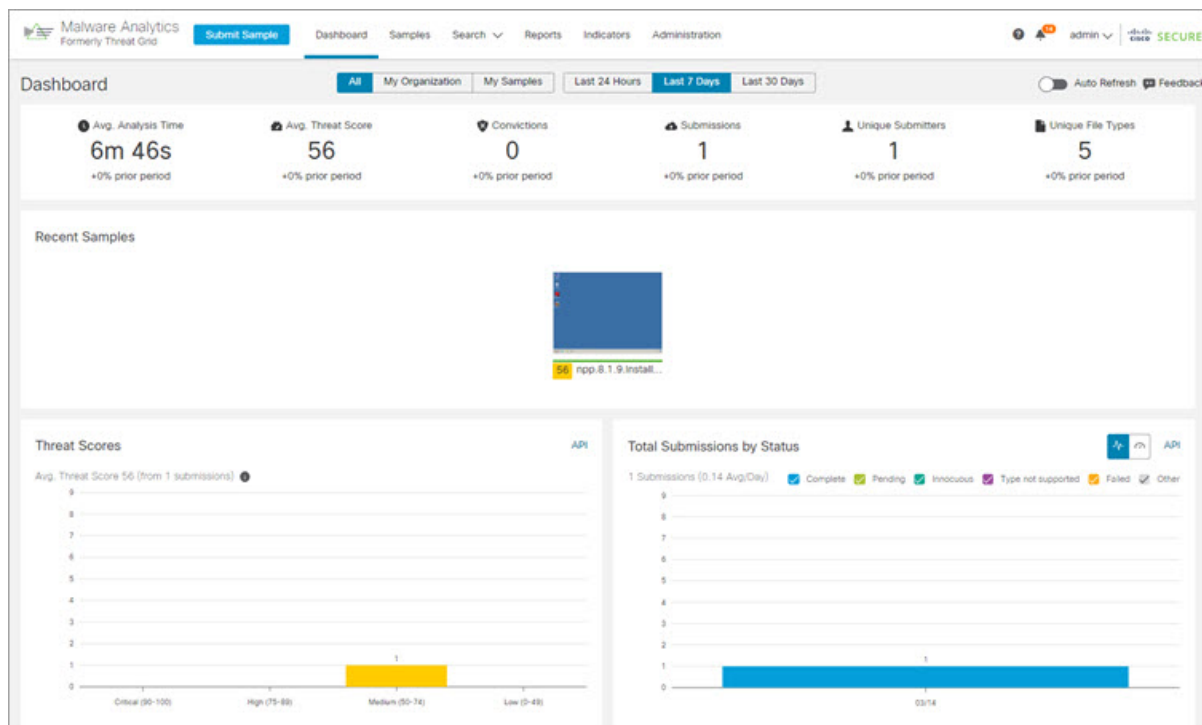 Malware Analytics
Formerly Threat Grid
Submit Sample
Dashboard
Samples
Search
Reports
Indicators
Administration
admin
CISCO SECURE
Dashboard
All
My Organization
My Samples
Last 24 Hours
Last 7 Days
Last 30 Days
Auto Refresh
Feedback
Avg. Analysis Time
6m 46s
+0% prior period
Avg. Threat Score
56
+0% prior period
Convictions
0
+0% prior period
Submissions
1
+0% prior period
Unique Submitters
1
+0% prior period
Unique File Types
5
+0% prior period
Recent Samples
56 npp.8.1.9.Install...
Threat Scores
API
Avg. Threat Score 56 (from 1 submissions)
9
8
7
6
5
4
3
2
1
0
1
Critical (90-100)
High (75-89)
Medium (50-74)
Low (0-49)
Total Submissions by Status
API
1 Submissions (0.14 Avg/Day)
Complete
Pending
Innocuous
Type not supported
Failed
Other
9
8
7
6
5
4
3
2
1
0
1
03/14